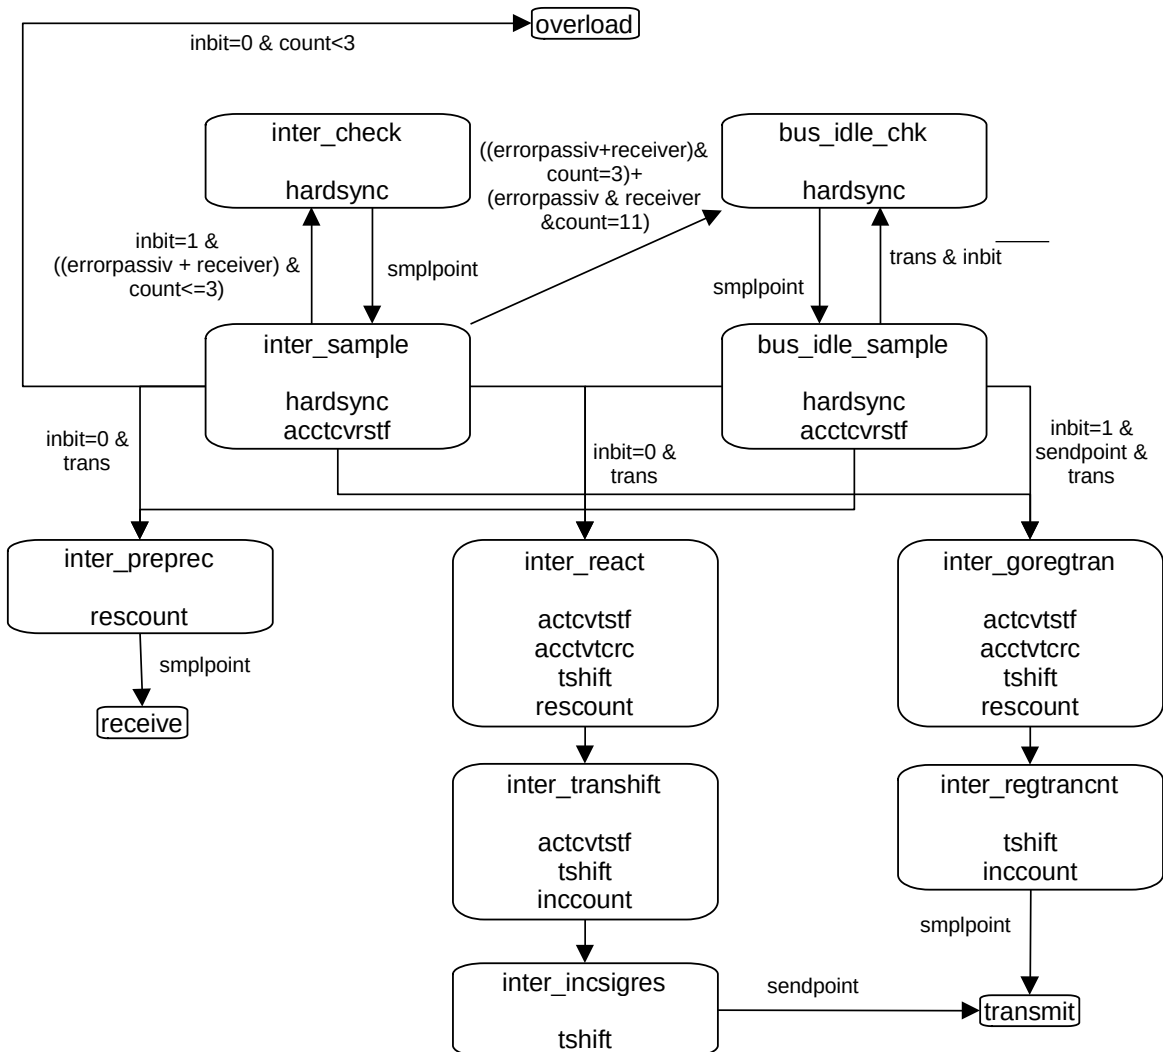 overload
inbit=0 & count<3
inter_check
hardsync
bus_idle_chk
hardsync
((errorpassiv+receiver)&
count=3)+
(errorpassiv & receiver
&count=11)
inbit=1 &
((errorpassiv + receiver) &
count<=3)
smplpoint
smplpoint
trans & inbit
inter_sample
hardsync
acctcvrstf
bus_idle_sample
hardsync
acctcvrstf
inbit=0 &
trans
inbit=0 &
trans
inbit=1 &
sendpoint &
trans
inter_preprec
rescount
smplpoint
receive
inter_react
actcvtstf
acctvtcrc
tshift
rescount
inter_goregtran
actcvtstf
acctvtcrc
tshift
rescount
inter_transhift
actcvtstf
tshift
inccount
inter_regtrancnt
tshift
inccount
smplpoint
inter_incsigres
tshift
sendpoint
transmit